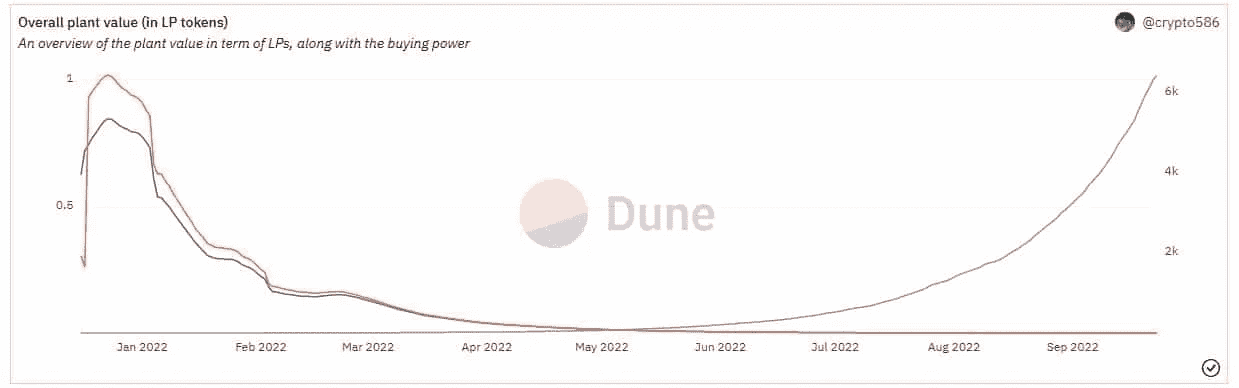 Overall plant value (in LP tokens)
@crypto586
An overview of the plant value in term of LPs, along with the buying power
1
6k
4k
0.5
Dune
2k
Jan 2022 Feb 2022 Mar 2022 Apr 2022 May 2022 Jun 2022 Jul 2022 Aug 2022 Sep 2022